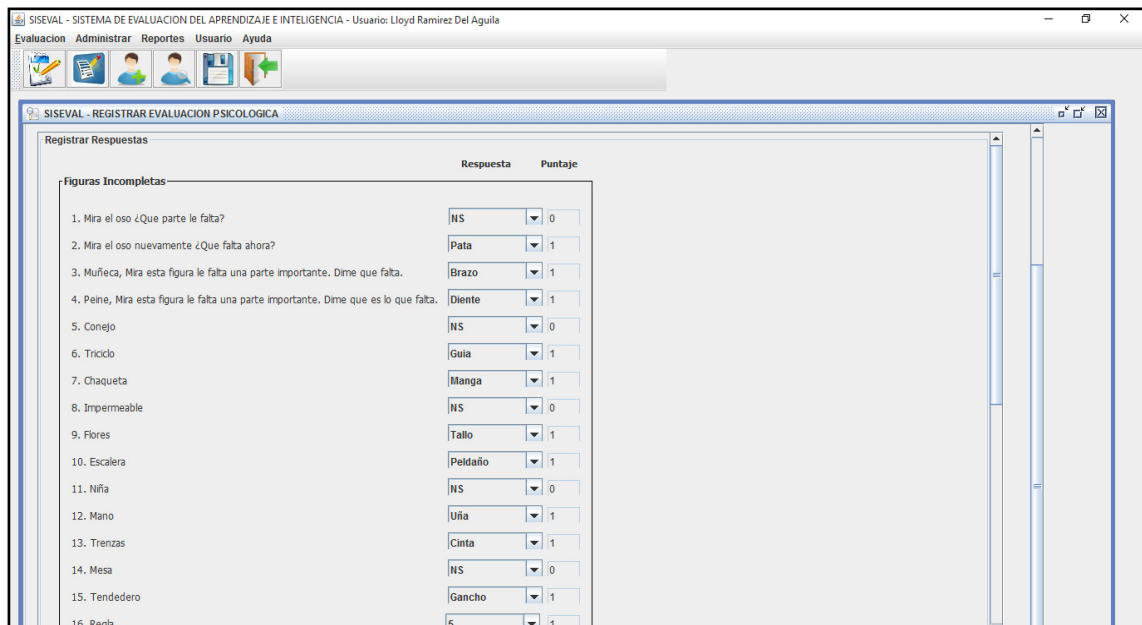 SISEVAL - SISTEMA DE EVALUACION DEL APRENDIZAJE E INTELIGENCIA - Usuario: Lloyd Ramirez Del Aguila
Evaluacion Administrar Reportes Usuario Ayuda
SISEVAL - REGISTRAR EVALUACION PSICOLOGICA
Registrar Respuestas
Respuesta Puntaje
Figuras Incompletas
1. Mira el oso ¿Que parte le falta? NS 0
2. Mira el oso nuevamente ¿Que falta ahora? Pata 1
3. Muñeca, Mira esta figura le falta una parte importante. Dime que falta. Brazo 1
4. Peine, Mira esta figura le falta una parte importante. Dime que es lo que falta. Diente 1
5. Conejo NS 0
6. Triciclo Guia 1
7. Chaqueta Manga 1
8. Impermeable NS 0
9. Flores Tallo 1
10. Escalera Peldaño 1
11. Niña NS 0
12. Mano Uña 1
13. Trenzas Cinta 1
14. Mesa NS 0
15. Tendedero Gancho 1
16. Regla 5 1